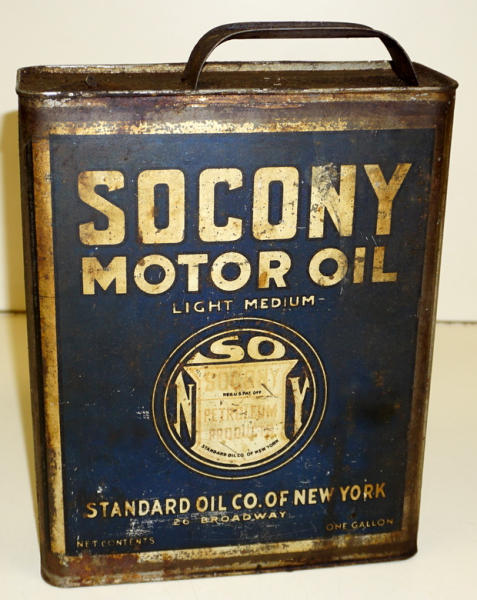 SOCONY
MOTOR OIL
LIGHT MEDIUM
SO
N Y
SOCONY
REG. U.S. PAT. OFF.
PETROLEUM
PRODUCTS
STANDARD OIL CO. OF NEW YORK
STANDARD OIL CO. OF NEW YORK
26 BROADWAY
NET CONTENTS ONE GALLON